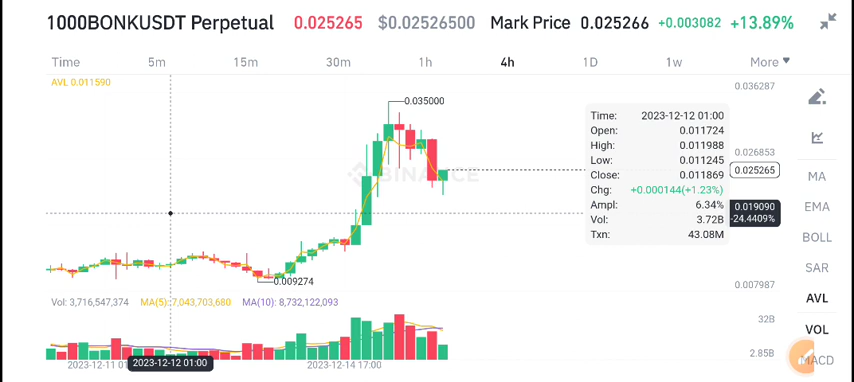 1000BONKUSDT Perpetual 0.025265 $0.02526500 Mark Price 0.025266 +0.003082 +13.89%
Time 5m 15m 30m 1h 4h 1D 1w More
AVL 0.011590
0.036287
0.035000
0.026853
0.025265
0.019090
-24.4409%
0.009274
0.007987
BINANCE
Time: 2023-12-12 01:00
Open: 0.011724
High: 0.011988
Low: 0.011245
Close: 0.011869
Chg: +0.000144(+1.23%)
Ampl: 6.34%
Vol: 3.72B
Txn: 43.08M
MA
EMA
BOLL
SAR
AVL
VOL
MACD
Vol: 3,716,547,374 MA(5): 7,043,703,680 MA(10): 8,732,122,093
32B
2.85B
2023-12-11 01 2023-12-12 01:00 2023-12-14 17:00